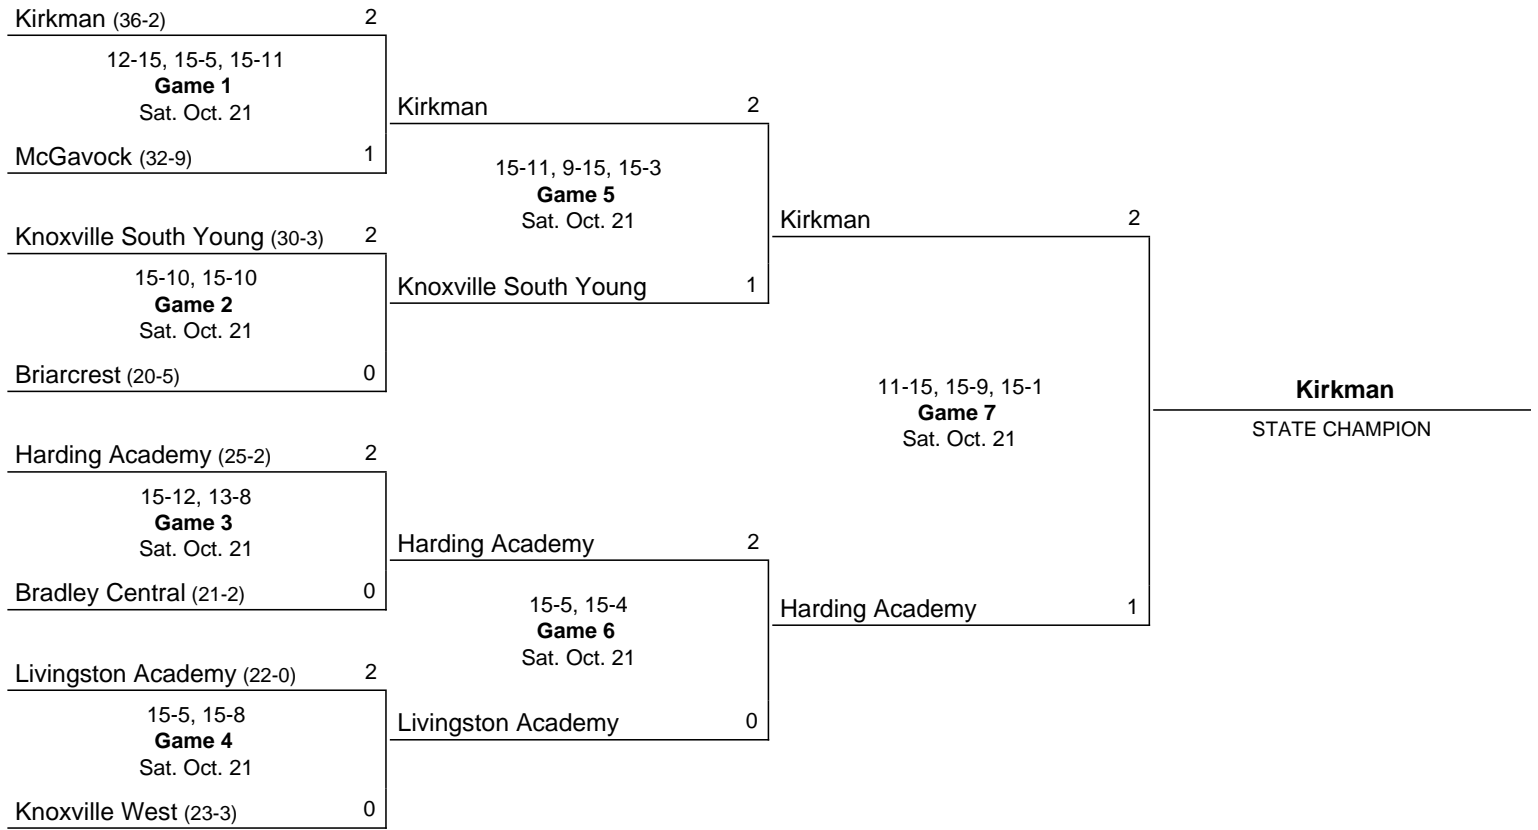 Kirkman (36-2) 2
12-15, 15-5, 15-11
Game 1
Sat. Oct. 21
McGavock (32-9) 1
Kirkman 2
15-11, 9-15, 15-3
Game 5
Sat. Oct. 21
Knoxville South Young 1
Knoxville South Young (30-3) 2
15-10, 15-10
Game 2
Sat. Oct. 21
Briarcrest (20-5) 0
Kirkman 2
11-15, 15-9, 15-1
Game 7
Sat. Oct. 21
Harding Academy 1
Kirkman
STATE CHAMPION
Harding Academy (25-2) 2
15-12, 13-8
Game 3
Sat. Oct. 21
Bradley Central (21-2) 0
Harding Academy 2
15-5, 15-4
Game 6
Sat. Oct. 21
Livingston Academy 0
Livingston Academy (22-0) 2
15-5, 15-8
Game 4
Sat. Oct. 21
Knoxville West (23-3) 0